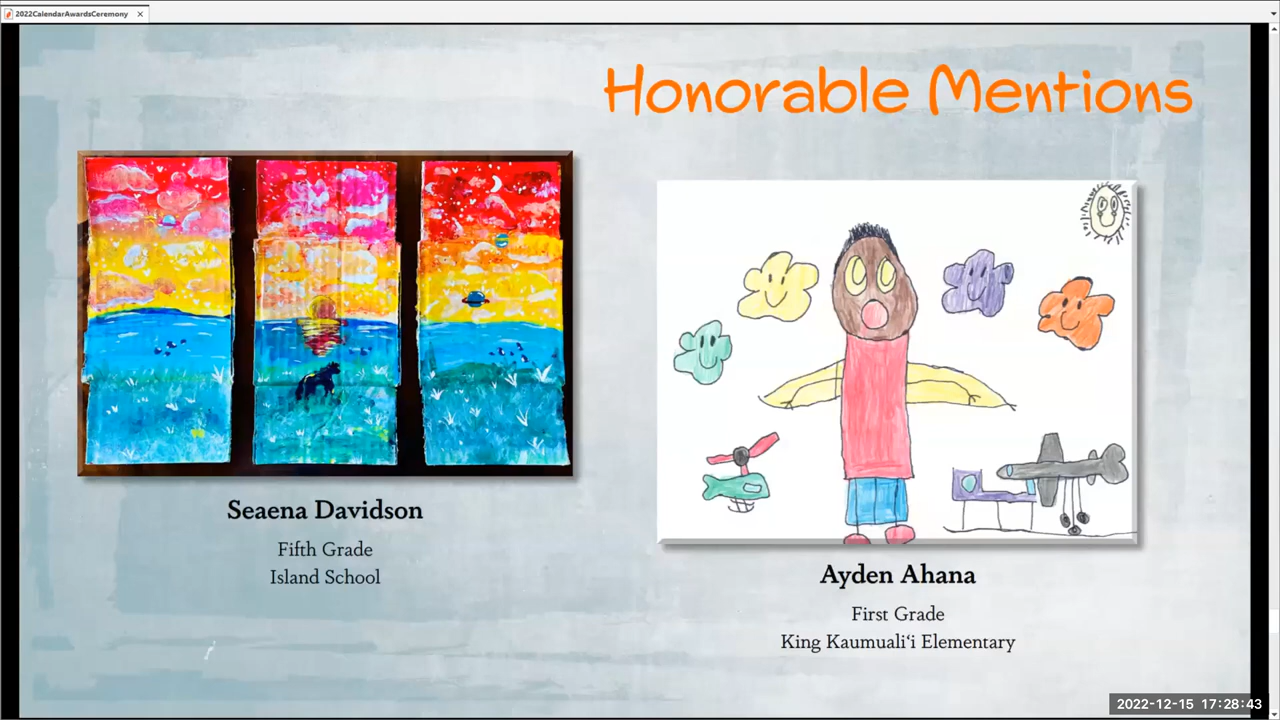 2022CalendarAwardsCeremony
Honorable Mentions
Seaena Davidson
Fifth Grade
Island School
Ayden Ahana
First Grade
King Kaumualiʻi Elementary
2022-12-15 17:28:43